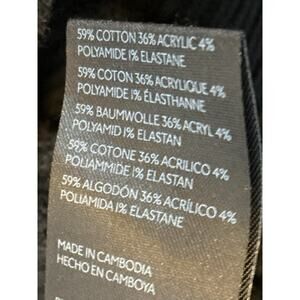 59% COTTON 36% ACRYLIC 4%
POLYAMIDE 1% ELASTANE
59% COTON 36% ACRYLIQUE 4%
POLYAMIDE 1% ÉLASTHANNE
59% BAUMWOLLE 36% ACRYL 4%
POLYAMID 1% ELASTAN
59% COTONE 36% ACRILICO 4%
POLIAMMIDE 1% ELASTAN
59% ALGODÓN 36% ACRÍLICO 4%
POLIAMIDA 1% ELASTANE
MADE IN CAMBODIA
HECHO EN CAMBOYA